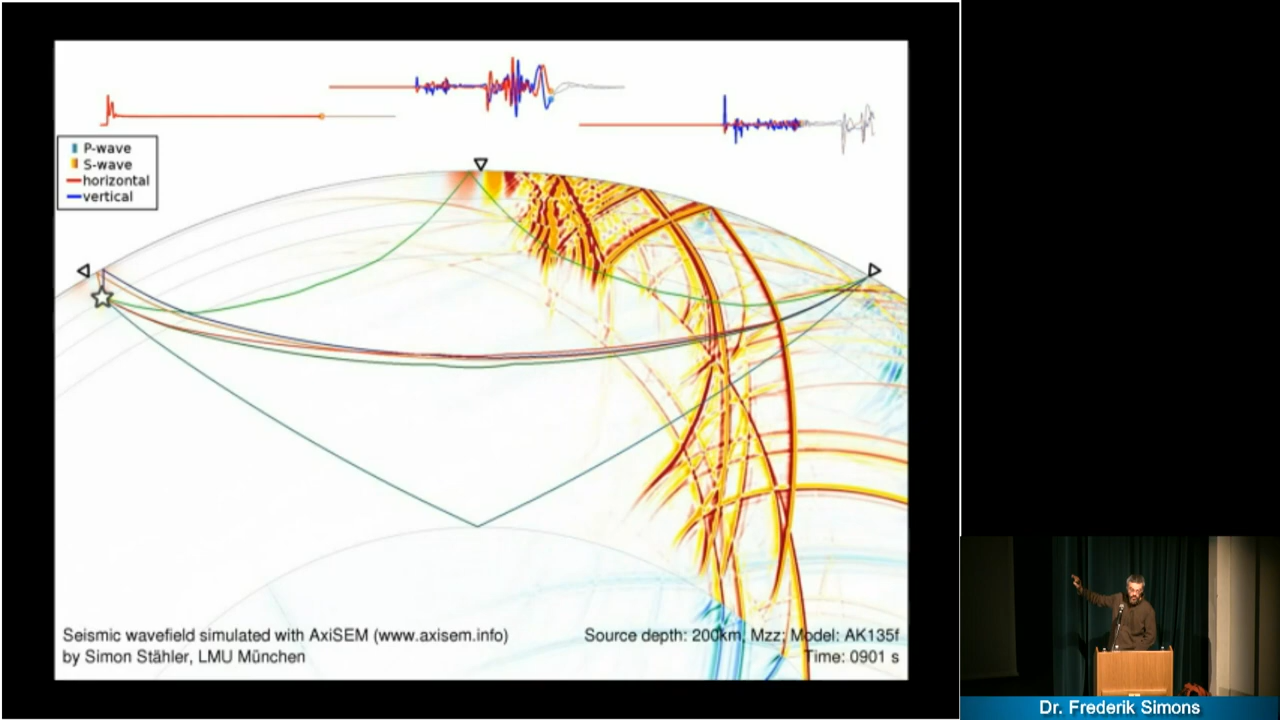 P-wave
S-wave
horizontal
vertical
Seismic wavefield simulated with AxiSEM (www.axisem.info)
by Simon Stähler, LMU München
Source depth: 200km, Mzz; Model: AK135f
Time: 0901 s
Dr. Frederik Simons